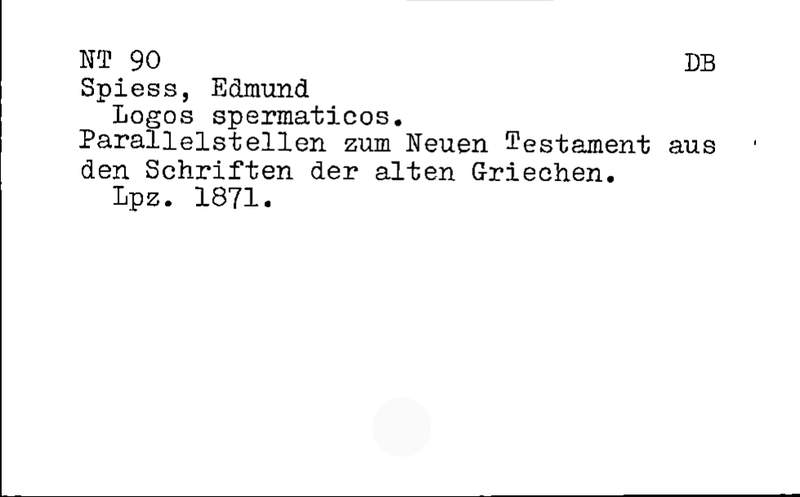 NT 90 DB
Spiess, Edmund
Logos spermaticos.
Parallelstellen zum Neuen Testament aus
den Schriften der alten Griechen.
Lpz. 1871.